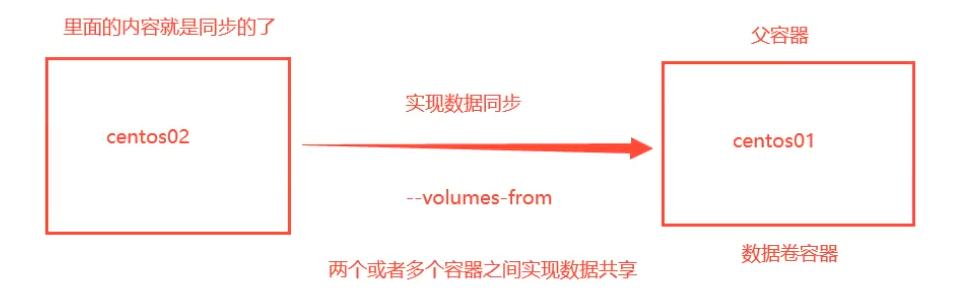 里面的内容就是同步的了
父容器
实现数据同步
centos02
centos01
--volumes-from
数据卷容器
两个或者多个容器之间实现数据共享